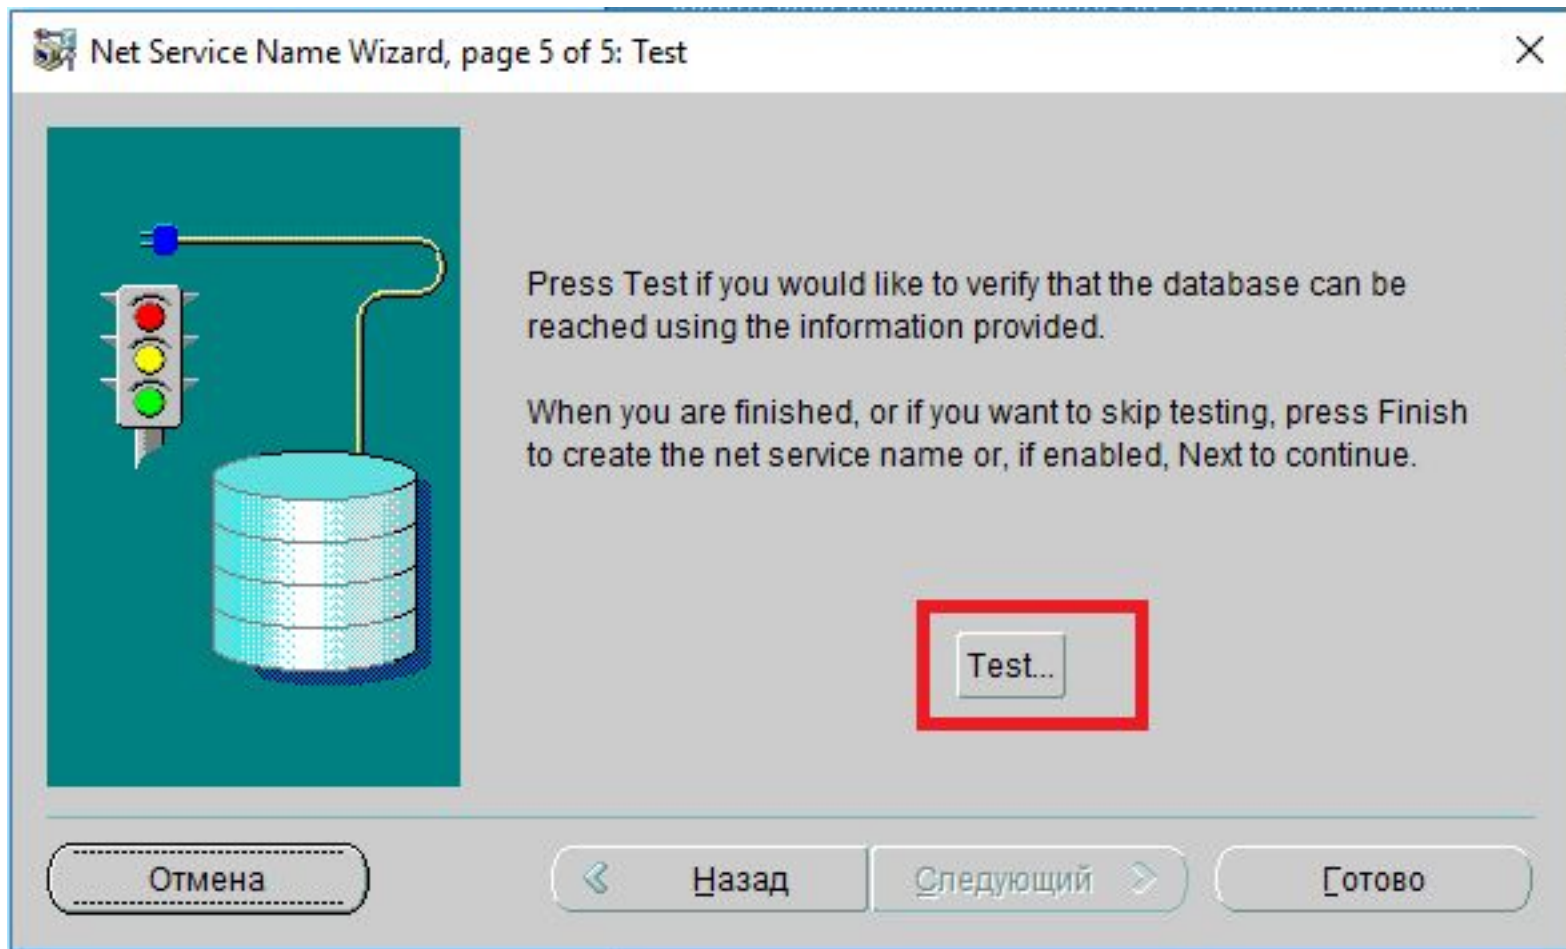 Net Service Name Wizard, page 5 of 5: Test
Press Test if you would like to verify that the database can be
reached using the information provided.
When you are finished, or if you want to skip testing, press Finish
to create the net service name or, if enabled, Next to continue.
Test...
Отмена
Назад
Следующий
Готово